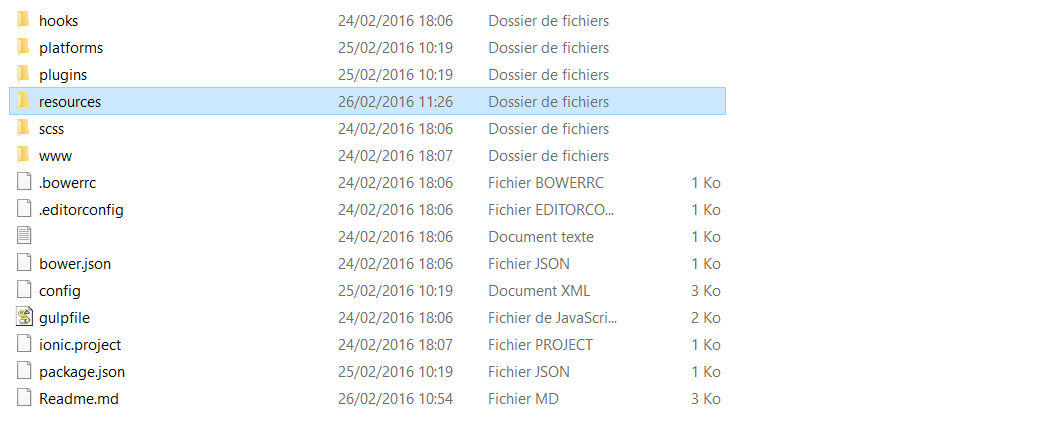 hooks 24/02/2016 18:06 Dossier de fichiers
platforms 25/02/2016 10:19 Dossier de fichiers
plugins 25/02/2016 10:19 Dossier de fichiers
resources 26/02/2016 11:26 Dossier de fichiers
scss 24/02/2016 18:06 Dossier de fichiers
www 24/02/2016 18:07 Dossier de fichiers
.bowerrc 24/02/2016 18:06 Fichier BOWERRC 1 Ko
.editorconfig 24/02/2016 18:06 Fichier EDITORCO... 1 Ko
24/02/2016 18:06 Document texte 1 Ko
bower.json 24/02/2016 18:06 Fichier JSON 1 Ko
config 25/02/2016 10:19 Document XML 3 Ko
gulpfile 24/02/2016 18:06 Fichier de JavaScri... 2 Ko
ionic.project 24/02/2016 18:07 Fichier PROJECT 1 Ko
package.json 25/02/2016 10:19 Fichier JSON 1 Ko
Readme.md 26/02/2016 10:54 Fichier MD 3 Ko